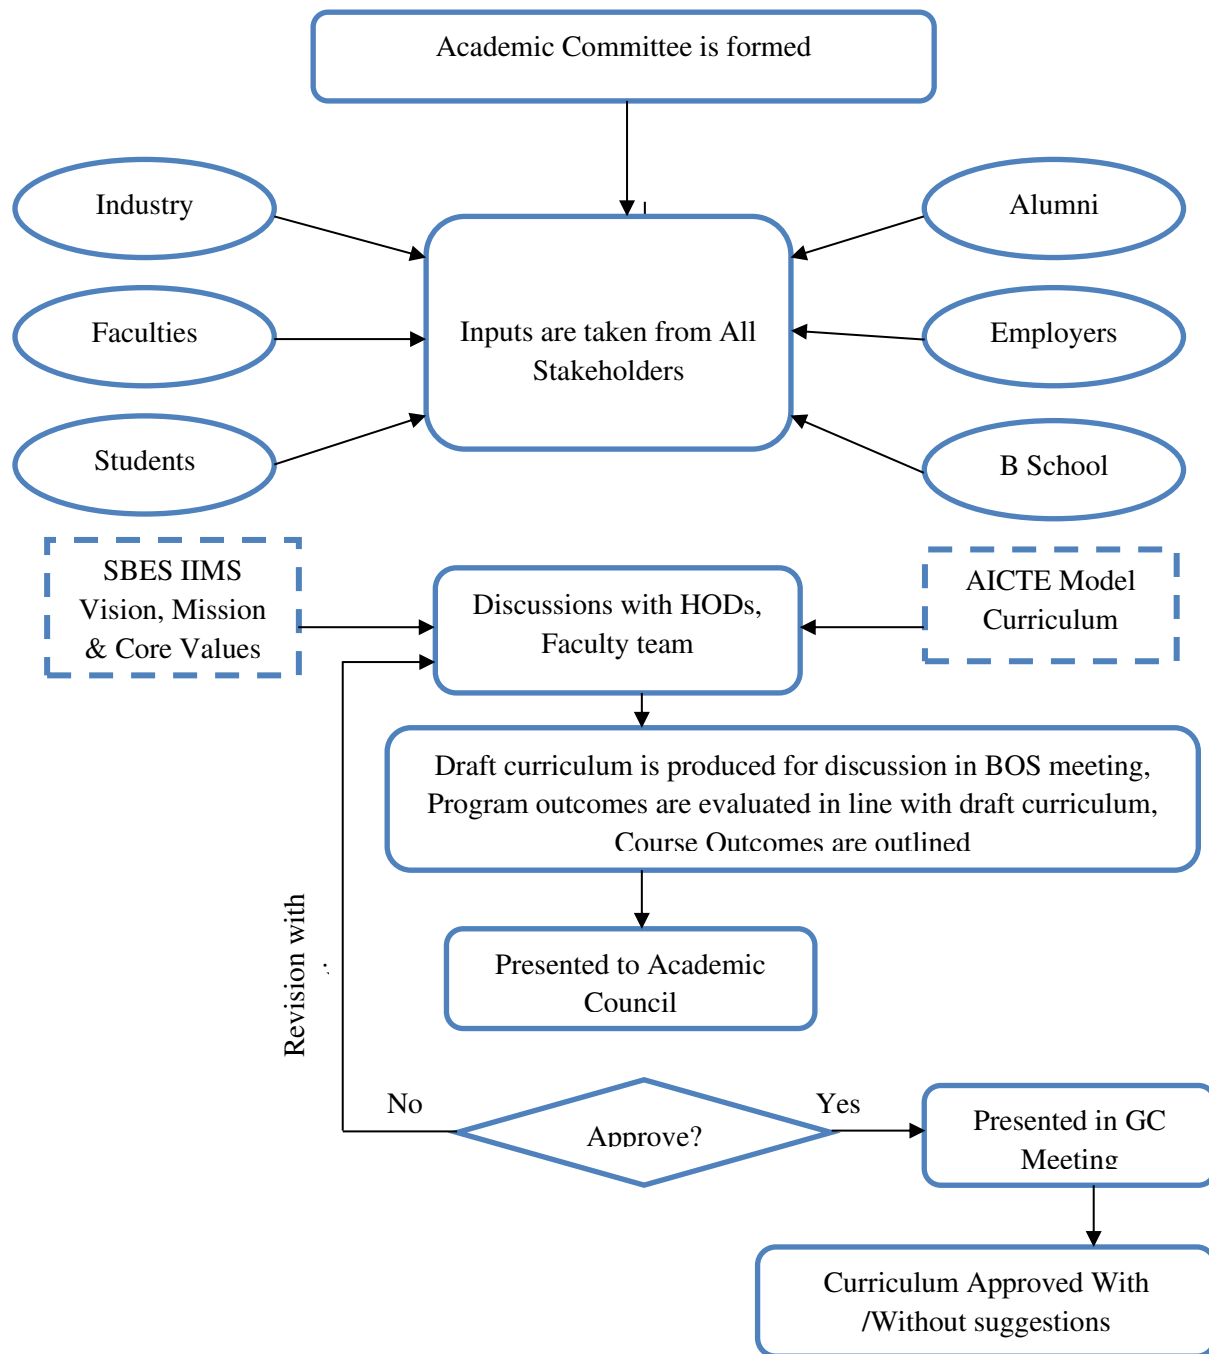 Academic Committee is formed
Industry
Alumni
Faculties
Inputs are taken from All
Stakeholders
Employers
Students
B School
SBES IIMS
Vision, Mission
& Core Values
Discussions with HODs,
Faculty team
AICTE Model
Curriculum
Draft curriculum is produced for discussion in BOS meeting,
Program outcomes are evaluated in line with draft curriculum,
Course Outcomes are outlined
Revision with
Presented to Academic
Council
No
Approve?
Yes
Presented in GC
Meeting
Curriculum Approved With
/Without suggestions